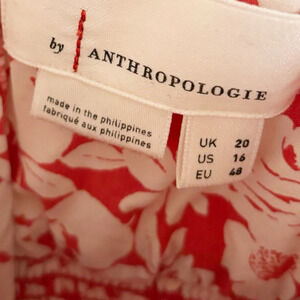 by ANTHROPOLOGIE
made in the philippines
fabriqué aux philippines
UK 20
US 16
EU 48